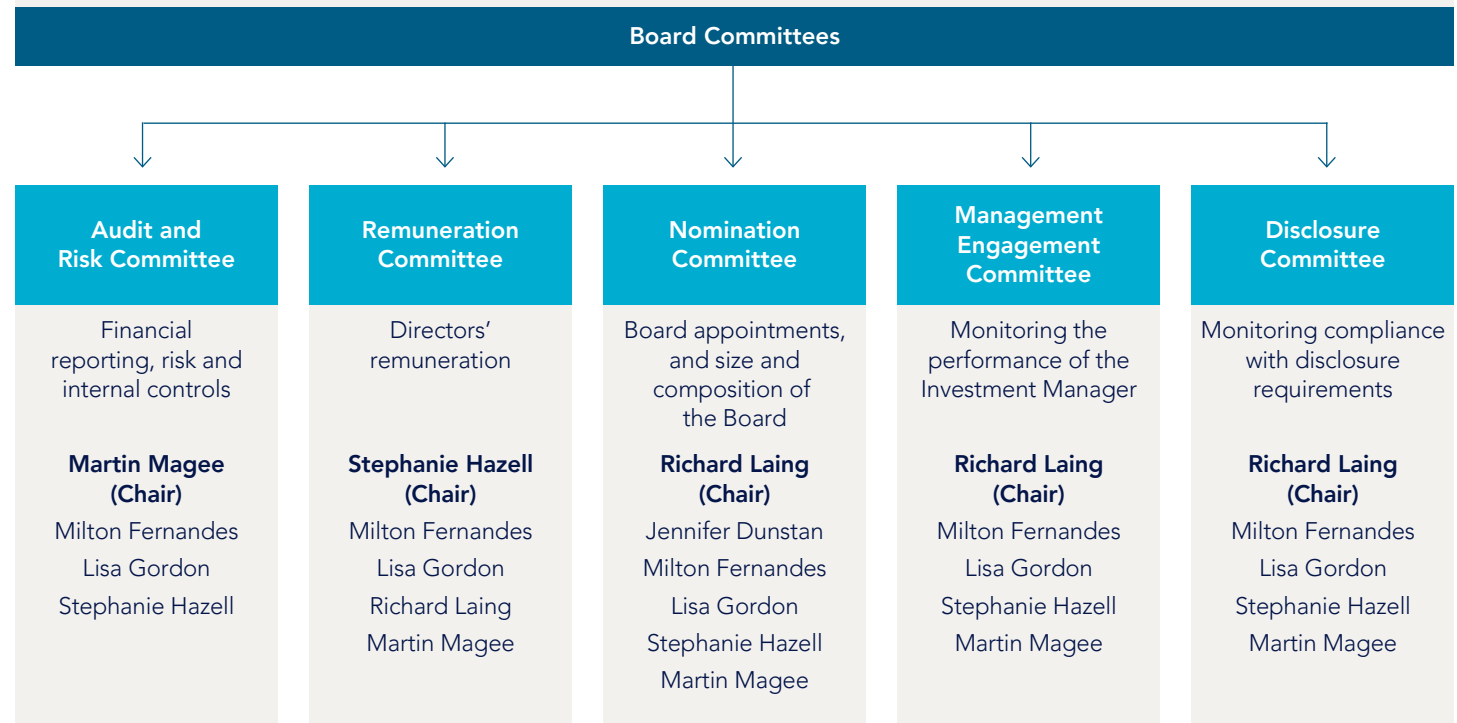 Board Committees
Audit and
Risk Committee
Financial
reporting, risk and
internal controls
Martin Magee
(Chair)
Milton Fernandes
Lisa Gordon
Stephanie Hazell
Remuneration
Committee
Directors’
remuneration
Stephanie Hazell
(Chair)
Milton Fernandes
Lisa Gordon
Richard Laing
Martin Magee
Nomination
Committee
Board appointments,
and size and
composition of
the Board
Richard Laing
(Chair)
Jennifer Dunstan
Milton Fernandes
Lisa Gordon
Stephanie Hazell
Martin Magee
Management
Engagement
Committee
Monitoring the
performance of the
Investment Manager
Richard Laing
(Chair)
Milton Fernandes
Lisa Gordon
Stephanie Hazell
Martin Magee
Disclosure
Committee
Monitoring compliance
with disclosure
requirements
Richard Laing
(Chair)
Milton Fernandes
Lisa Gordon
Stephanie Hazell
Martin Magee